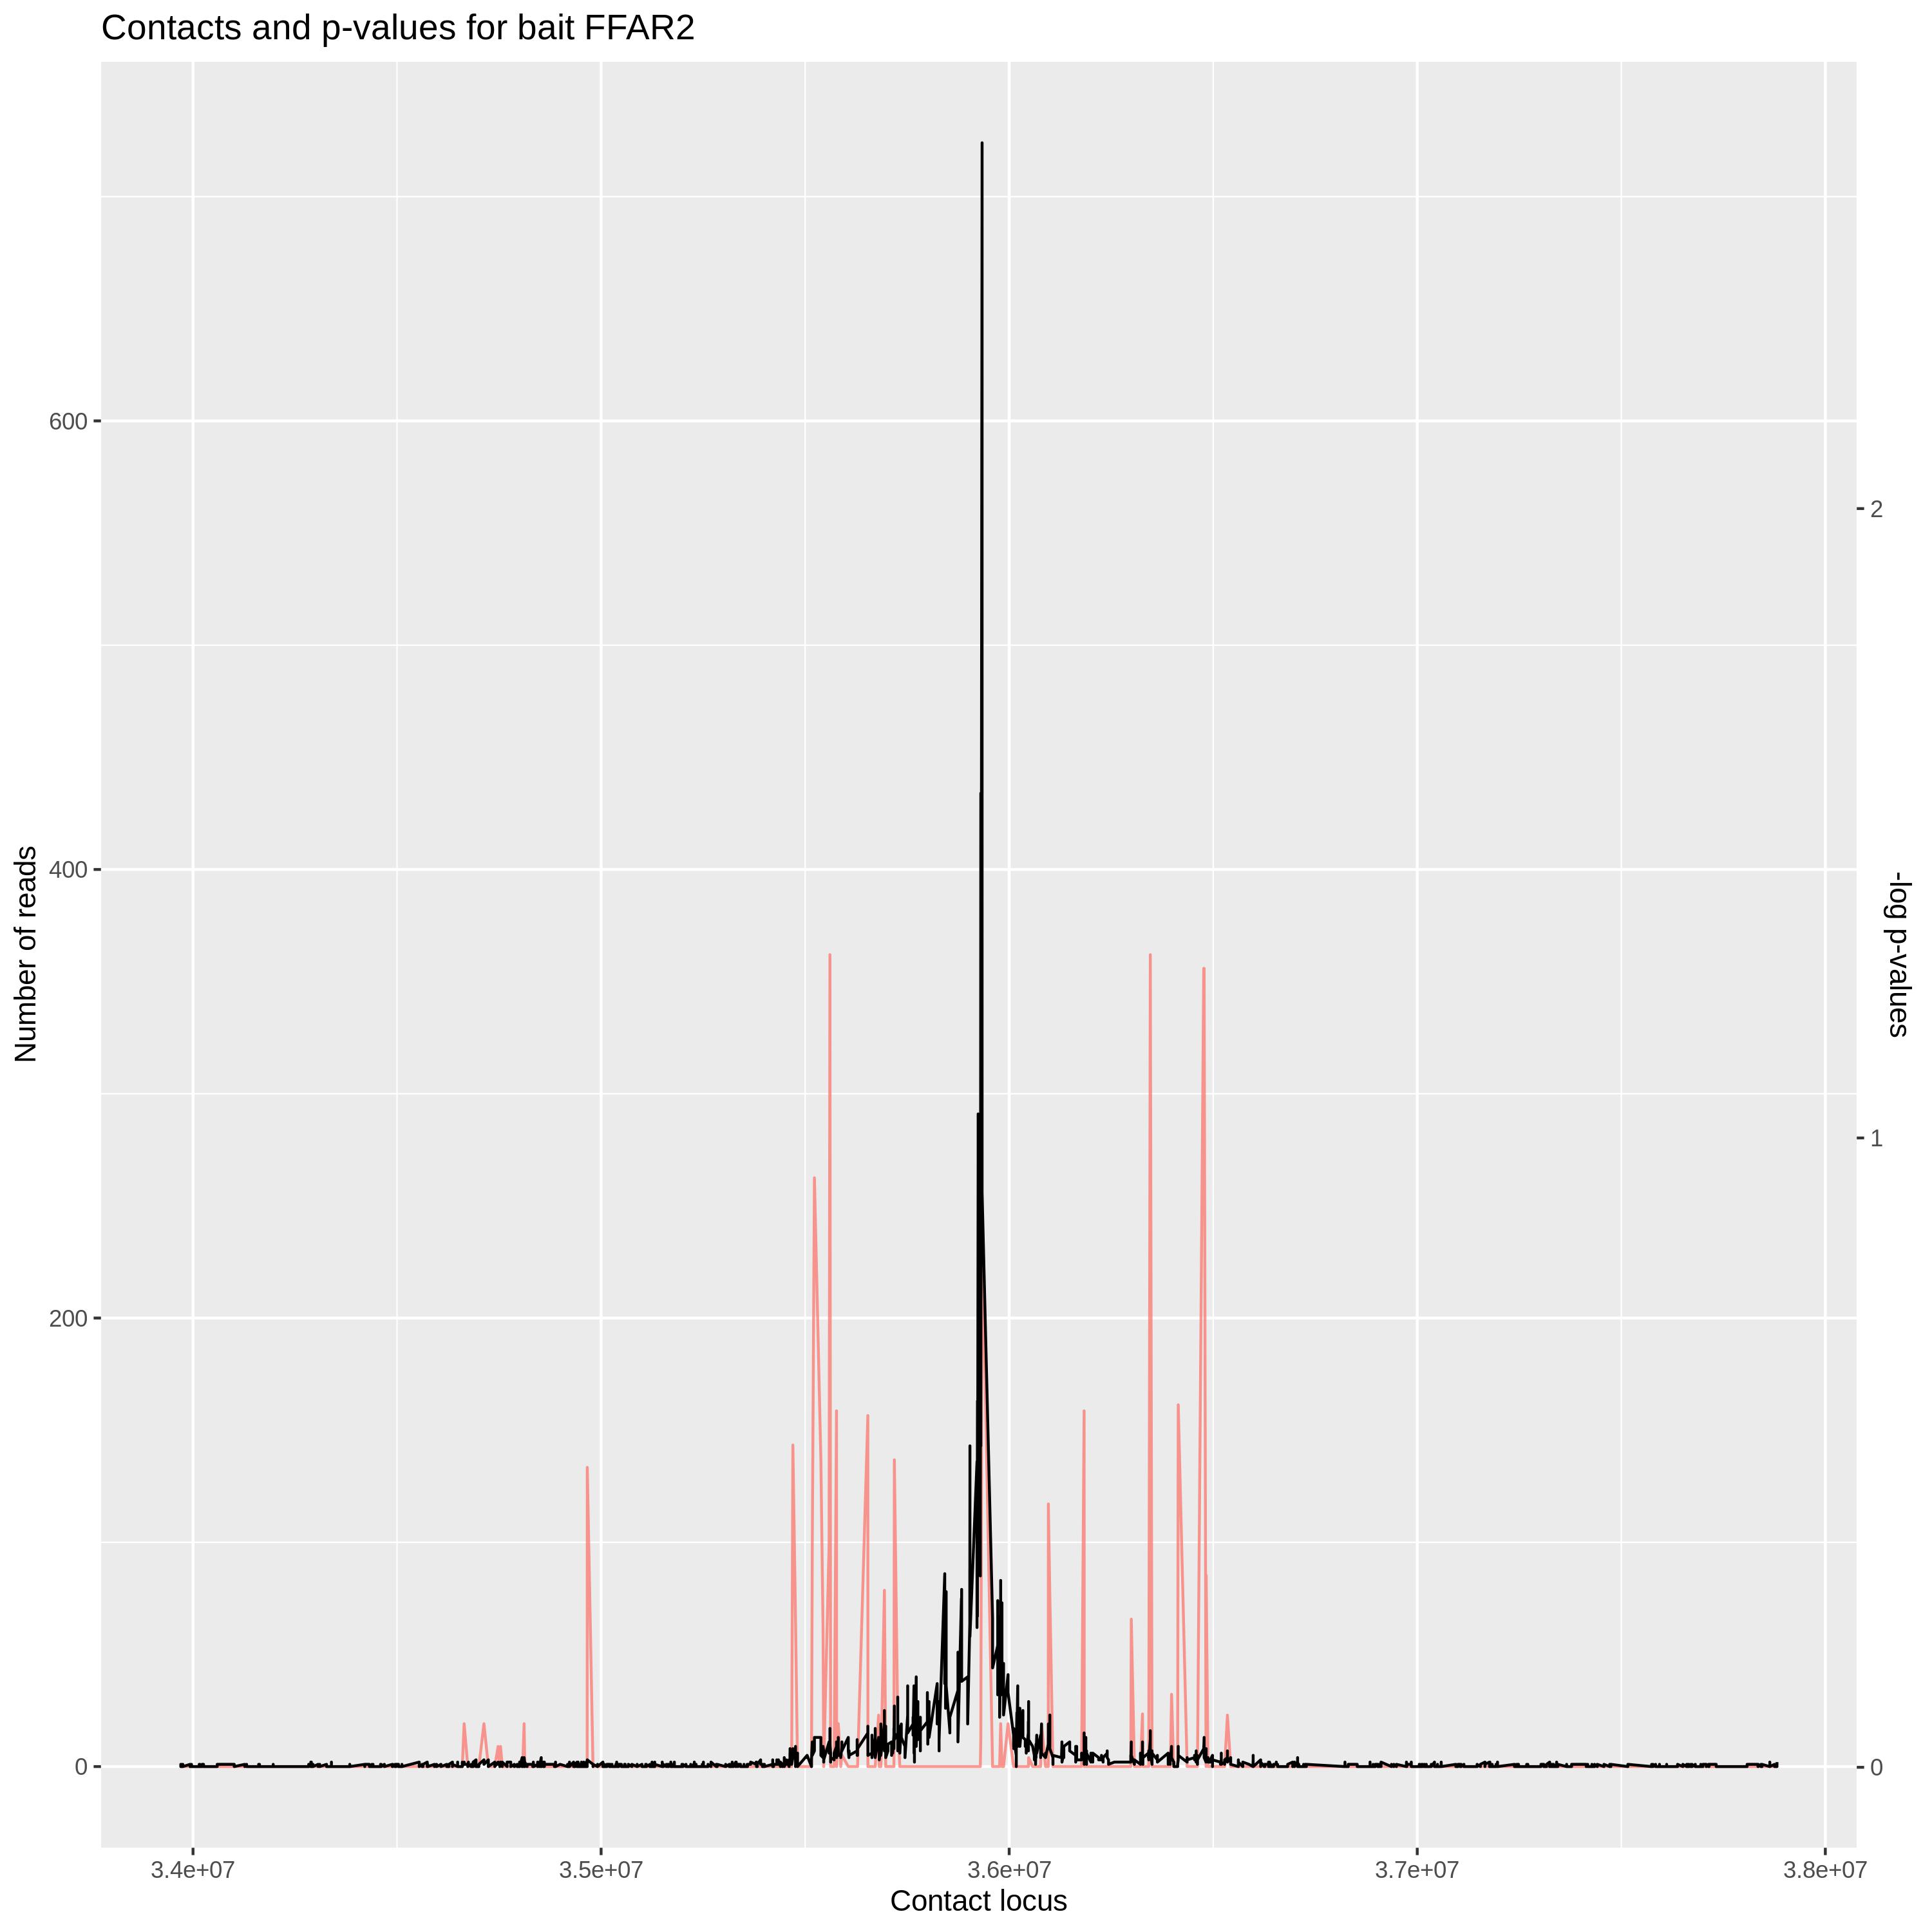 Contacts and p-values for bait FFAR2
600
400
200
0
Number of reads
2
1
0
-log p-values
3.4e+07
3.5e+07
3.6e+07
3.7e+07
3.8e+07
Contact locus